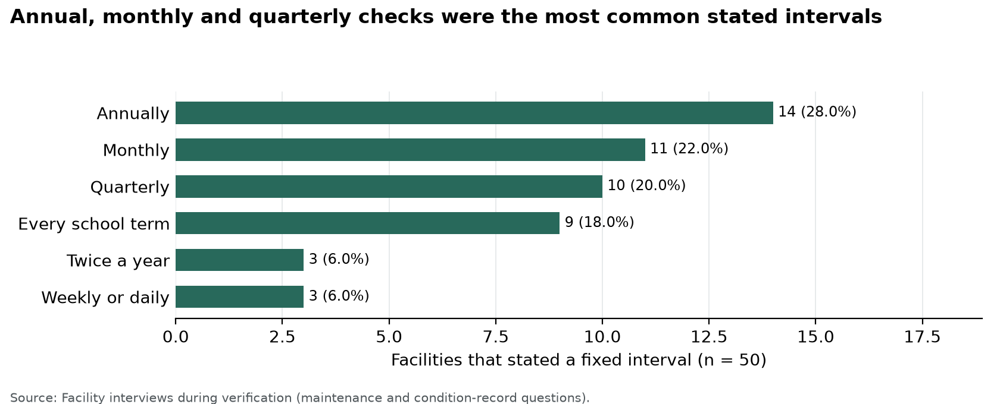 Annual, monthly and quarterly checks were the most common stated intervals
Annually 14 (28.0%)
Monthly 11 (22.0%)
Quarterly 10 (20.0%)
Every school term 9 (18.0%)
Twice a year 3 (6.0%)
Weekly or daily 3 (6.0%)
0.0 2.5 5.0 7.5 10.0 12.5 15.0 17.5
Facilities that stated a fixed interval (n = 50)
Source: Facility interviews during verification (maintenance and condition-record questions).